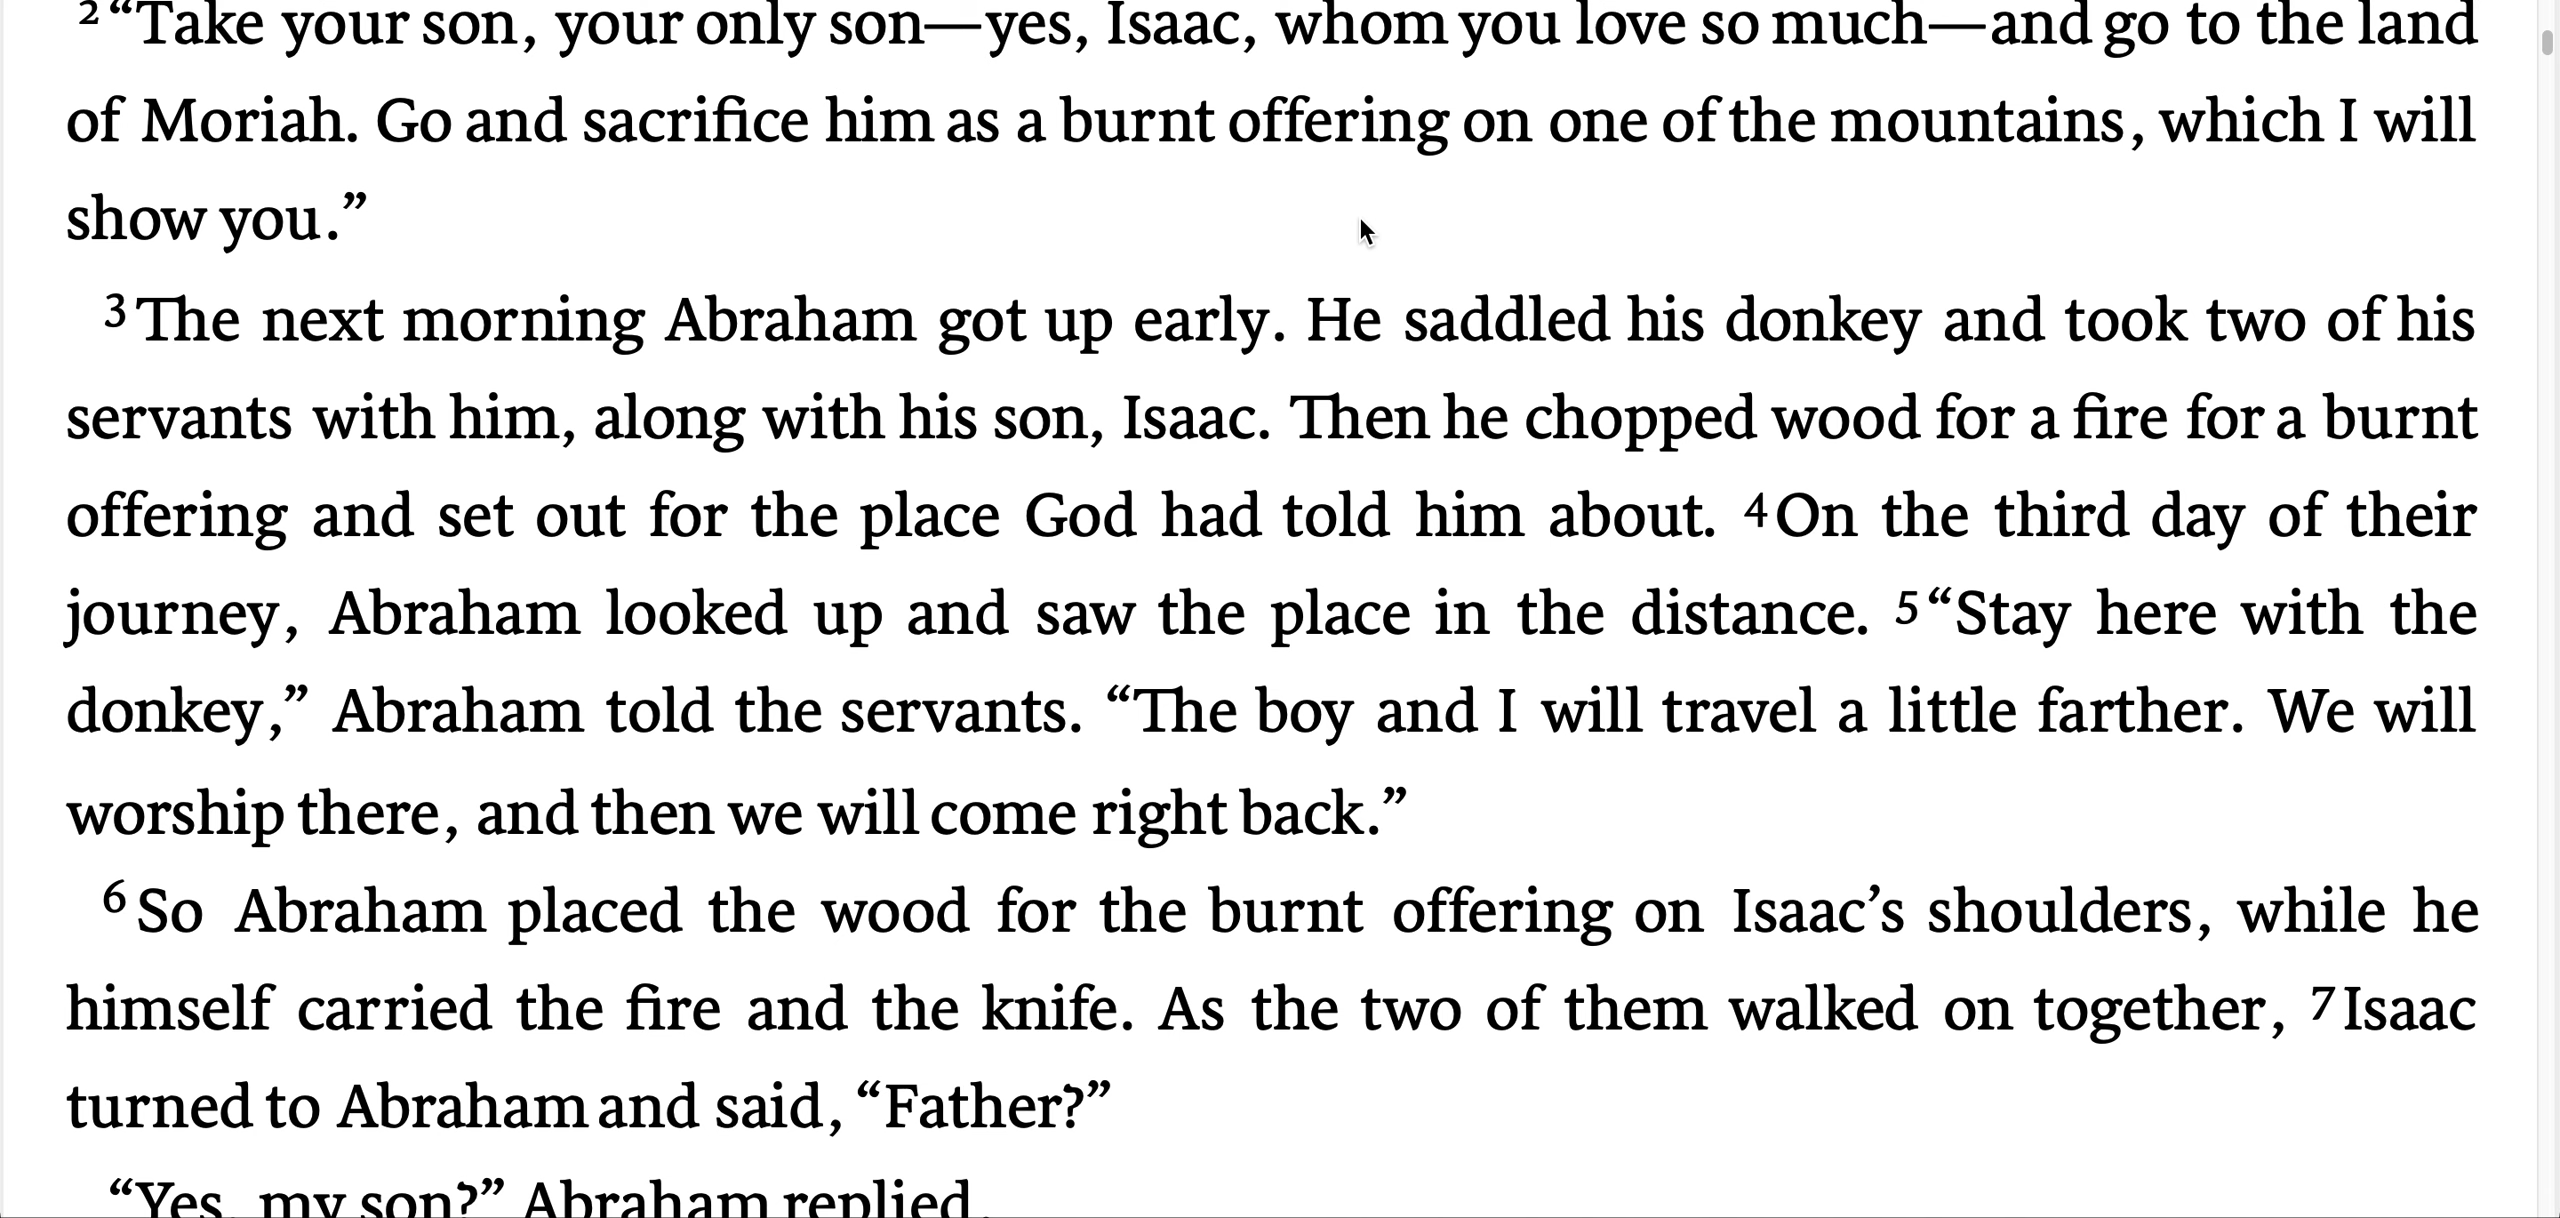 2 “Take your son, your only son—yes, Isaac, whom you love so much—and go to the land
of Moriah. Go and sacrifice him as a burnt offering on one of the mountains, which I will
show you.”
3 The next morning Abraham got up early. He saddled his donkey and took two of his
servants with him, along with his son, Isaac. Then he chopped wood for a fire for a burnt
offering and set out for the place God had told him about. 4 On the third day of their
journey, Abraham looked up and saw the place in the distance. 5 “Stay here with the
donkey,” Abraham told the servants. “The boy and I will travel a little farther. We will
worship there, and then we will come right back.”
6 So Abraham placed the wood for the burnt offering on Isaac’s shoulders, while he
himself carried the fire and the knife. As the two of them walked on together, 7 Isaac
turned to Abraham and said, “Father?”
“Yes, my son?” Abraham replied.